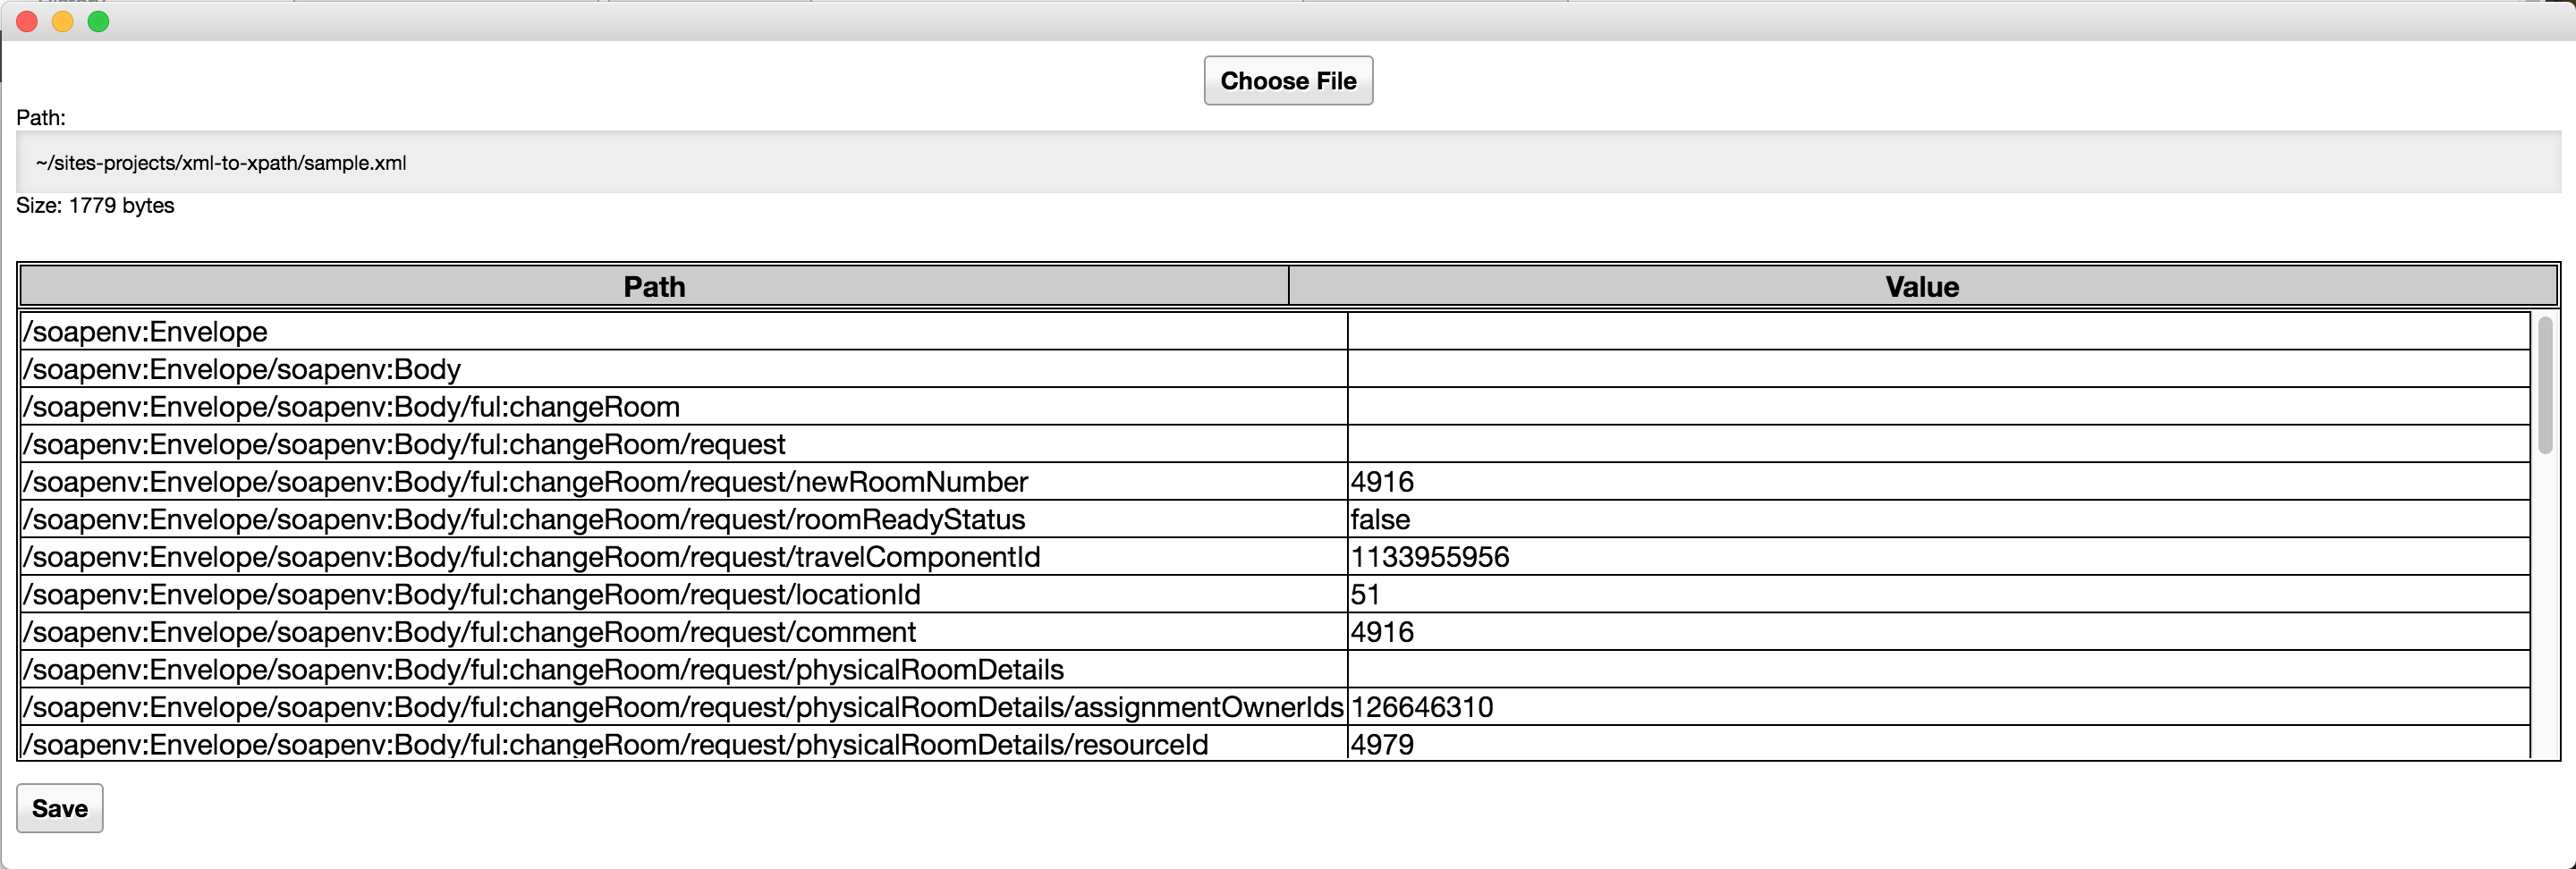 Choose File
Path:
~/sites-projects/xml-to-xpath/sample.xml
Size: 1779 bytes
Path Value
/soapenv:Envelope
/soapenv:Envelope/soapenv:Body
/soapenv:Envelope/soapenv:Body/ful:changeRoom
/soapenv:Envelope/soapenv:Body/ful:changeRoom/request
/soapenv:Envelope/soapenv:Body/ful:changeRoom/request/newRoomNumber 4916
/soapenv:Envelope/soapenv:Body/ful:changeRoom/request/roomReadyStatus false
/soapenv:Envelope/soapenv:Body/ful:changeRoom/request/travelComponentId 1133955956
/soapenv:Envelope/soapenv:Body/ful:changeRoom/request/locationId 51
/soapenv:Envelope/soapenv:Body/ful:changeRoom/request/comment 4916
/soapenv:Envelope/soapenv:Body/ful:changeRoom/request/physicalRoomDetails
/soapenv:Envelope/soapenv:Body/ful:changeRoom/request/physicalRoomDetails/assignmentOwnerIds 126646310
/soapenv:Envelope/soapenv:Body/ful:changeRoom/request/physicalRoomDetails/resourceId 4979
Save